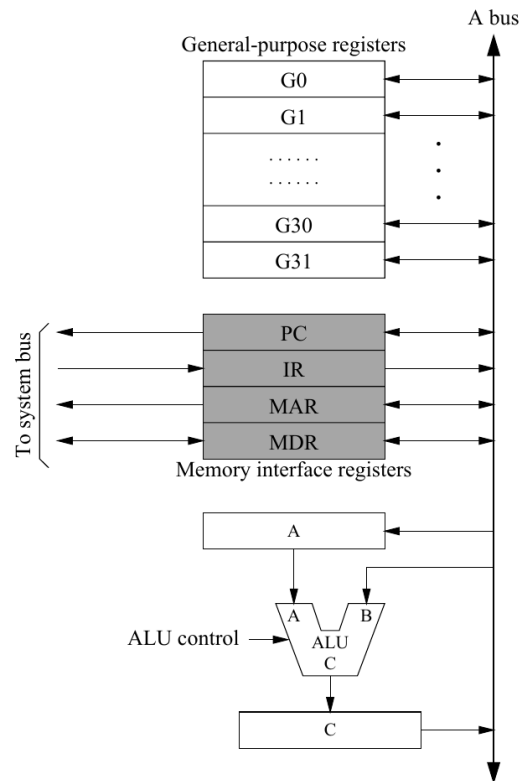 A bus
General-purpose registers
G0
G1
......
......
G30
G31
To system bus
PC
IR
MAR
MDR
Memory interface registers
A
A B
ALU control
ALU
C
C